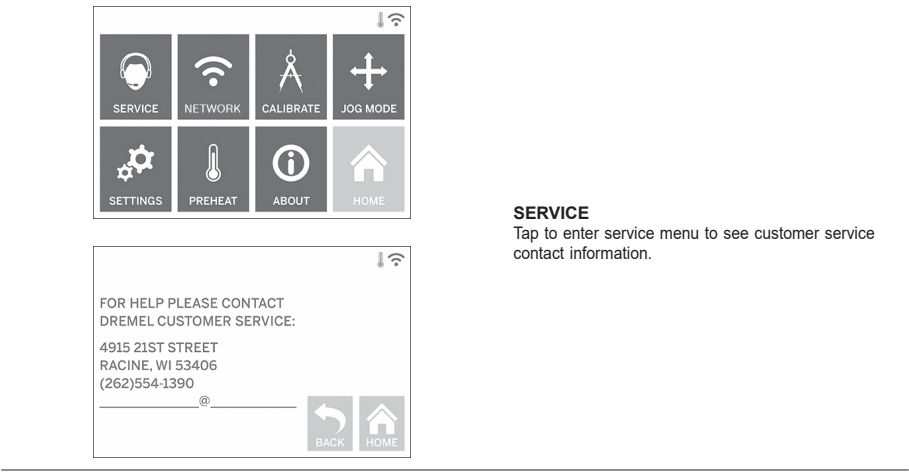 SERVICE NETWORK CALIBRATE JOG MODE
SETTINGS PREHEAT ABOUT HOME
FOR HELP PLEASE CONTACT
DREMEL CUSTOMER SERVICE:
4915 21ST STREET
RACINE, WI 53406
(262)554-1390
@
BACK HOME
SERVICE
Tap to enter service menu to see customer service
contact information.